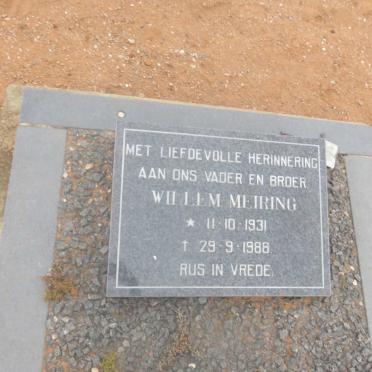 MET LIEFDEVOLLE HERINNERING
AAN ONS VADER EN BROER
WILLEM MEIRING
★ 11-10-1931
† 29-9-1988
RUS IN VREDE.